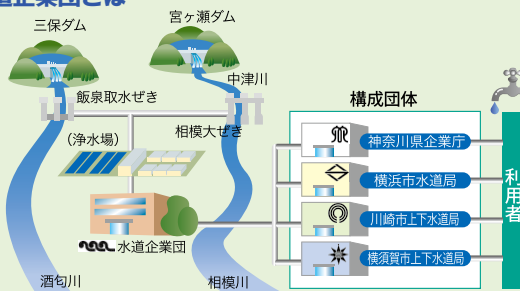 道企業団とは
三保ダム
宮ヶ瀬ダム
中津川
飯泉取水ぜき
相模大ぜき
(浄水場)
水道企業団
酒匂川
相模川
構成団体
神奈川県企業庁
横浜市水道局
川崎市上下水道局
横須賀市上下水道局
利用者